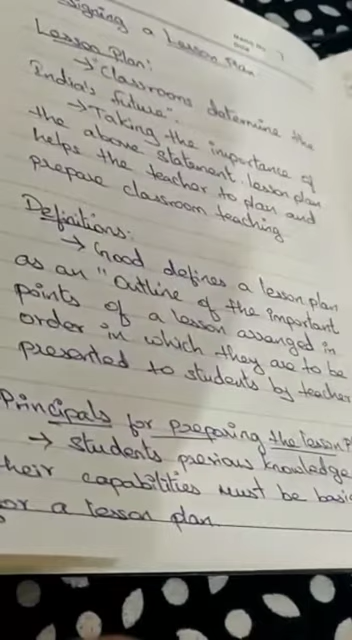 signing a Lesson Plan
Lesson Plan:
→ "Classrooms determine the
India's future".
→ Taking the importance of
the above statement lesson plan
helps the teacher to plan and
prepare classroom teaching
Definitions:
→ Good defines a lesson plan
as an "Outline of the important
points of a lesson arranged in
order in which they are to be
presented to students by teacher
Principals for preparing the lesson P
→ Students previous knowledge
their capabilities must be basic
for a lesson plan